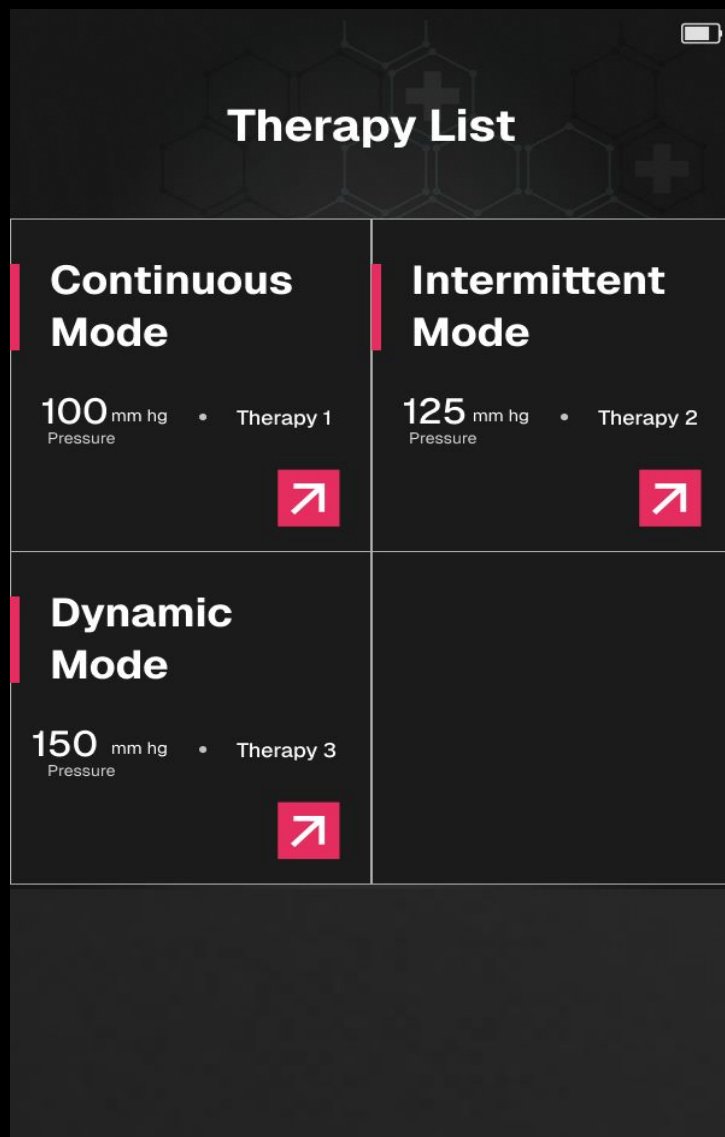 Therapy List
Continuous
Mode
100 mm hg • Therapy 1
Pressure
Intermittent
Mode
125 mm hg • Therapy 2
Pressure
Dynamic
Mode
150 mm hg • Therapy 3
Pressure